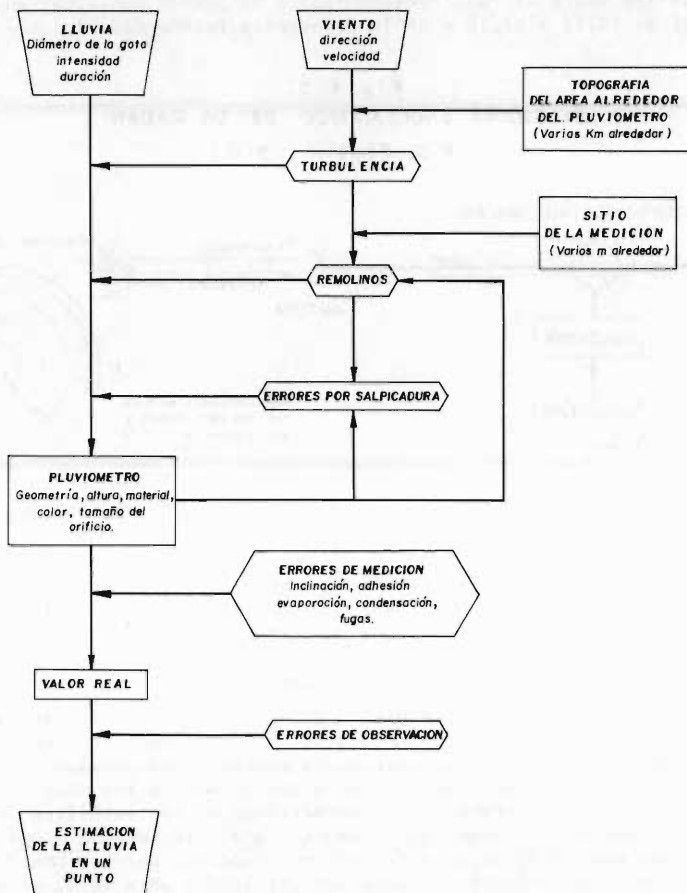 LLUVIA
Diámetro de la gota
intensidad
duración
VIENTO
dirección
velocidad
TOPOGRAFIA
DEL AREA ALREDEDOR
DEL PLUVIOMETRO
(Varios Km alrededor)
TURBULENCIA
SITIO
DE LA MEDICION
(Varios m alrededor)
REMOLINOS
ERRORES POR SALPICADURA
PLUVIOMETRO
Geometría, altura, material,
color, tamaño del
orificio.
ERRORES DE MEDICION
Inclinación, adhesión
evaporoción, condensación,
fugas.
VALOR REAL
ERRORES DE OBSERVACION
ESTIMACION
DE LA LLUVIA
EN UN
PUNTO